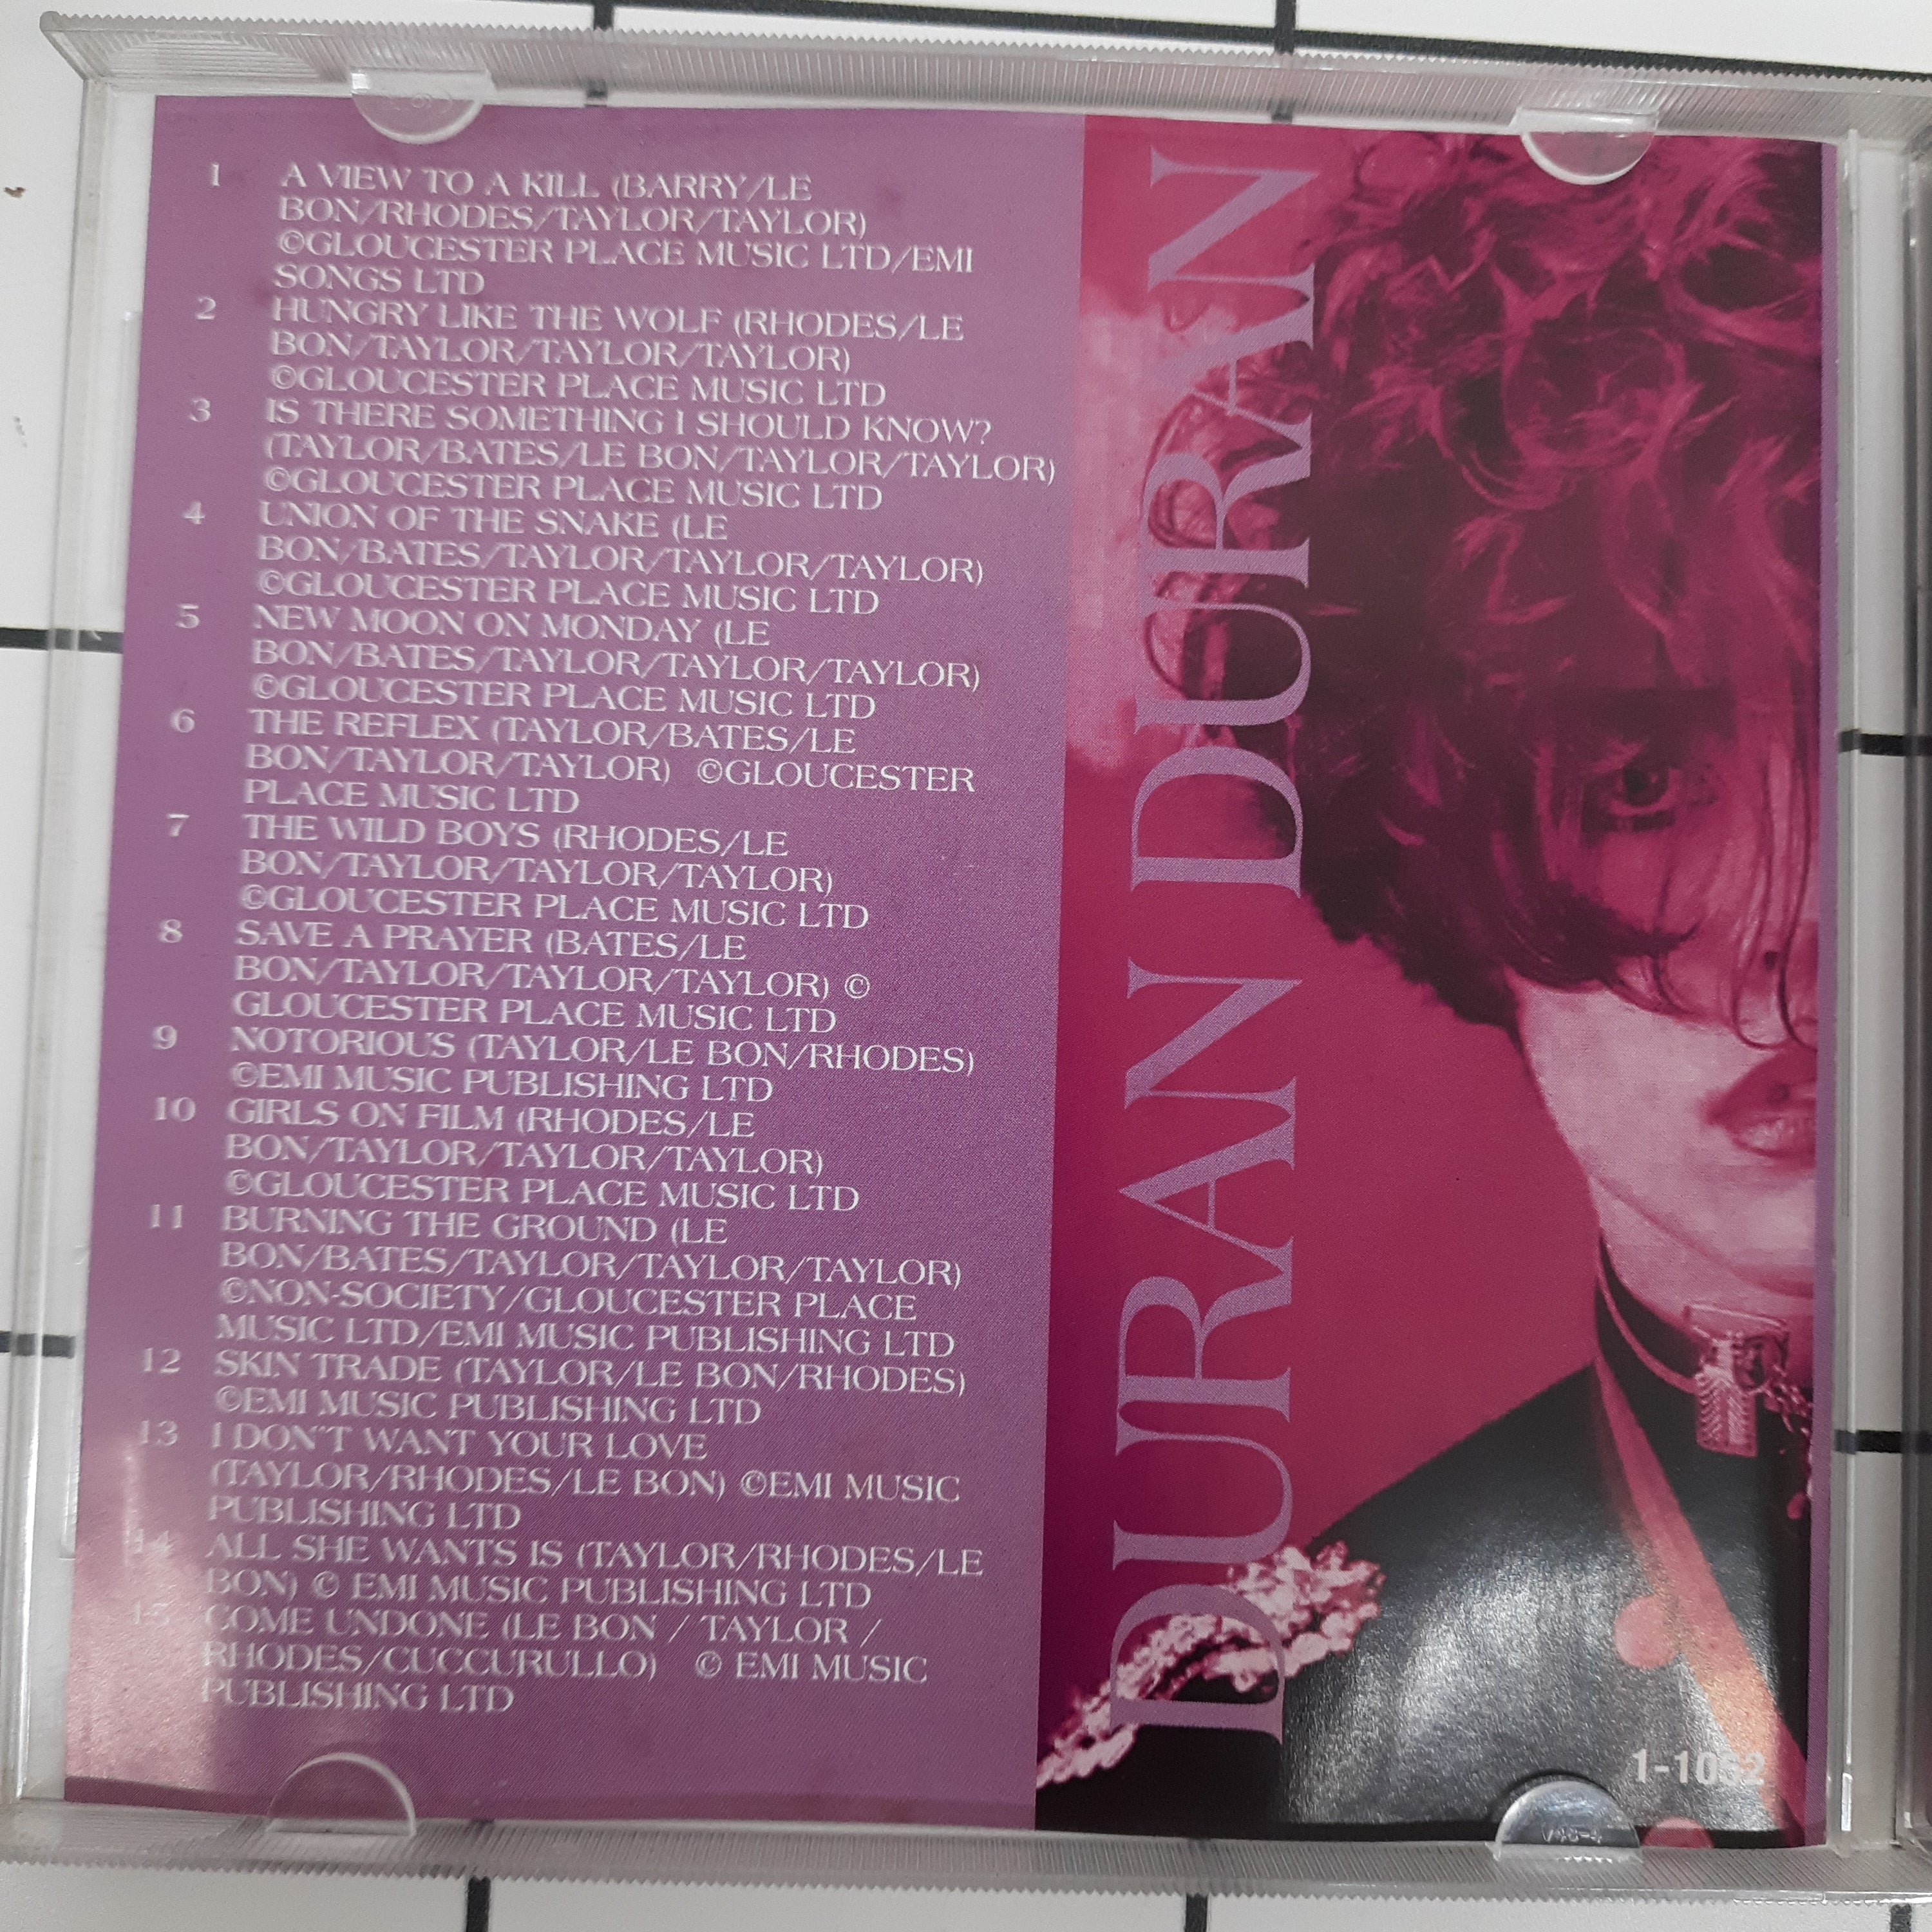 1 A VIEW TO A KILL (BARRY/LE
BON/RHODES/TAYLOR/TAYLOR)
©GLOUCESTER PLACE MUSIC LTD/EMI
SONGS LTD
2 HUNGRY LIKE THE WOLF (RHODES/LE
BON/TAYLOR/TAYLOR/TAYLOR)
©GLOUCESTER PLACE MUSIC LTD
3 IS THERE SOMETHING I SHOULD KNOW?
(TAYLOR/BATES/LE BON/TAYLOR/TAYLOR)
©GLOUCESTER PLACE MUSIC LTD
4 UNION OF THE SNAKE (LE
BON/BATES/TAYLOR/TAYLOR/TAYLOR)
©GLOUCESTER PLACE MUSIC LTD
5 NEW MOON ON MONDAY (LE
BON/BATES/TAYLOR/TAYLOR/TAYLOR)
©GLOUCESTER PLACE MUSIC LTD
6 THE REFLEX (TAYLOR/BATES/LE
BON/TAYLOR/TAYLOR) ©GLOUCESTER
PLACE MUSIC LTD
7 THE WILD BOYS (RHODES/LE
BON/TAYLOR/TAYLOR/TAYLOR)
©GLOUCESTER PLACE MUSIC LTD
8 SAVE A PRAYER (BATES/LE
BON/TAYLOR/TAYLOR/TAYLOR) ©
GLOUCESTER PLACE MUSIC LTD
9 NOTORIOUS (TAYLOR/LE BON/RHODES)
©EMI MUSIC PUBLISHING LTD
10 GIRLS ON FILM (RHODES/LE
BON/TAYLOR/TAYLOR/TAYLOR)
©GLOUCESTER PLACE MUSIC LTD
11 BURNING THE GROUND (LE
BON/BATES/TAYLOR/TAYLOR/TAYLOR)
©NON-SOCIETY/GLOUCESTER PLACE
MUSIC LTD/EMI MUSIC PUBLISHING LTD
12 SKIN TRADE (TAYLOR/LE BON/RHODES)
©EMI MUSIC PUBLISHING LTD
13 I DON'T WANT YOUR LOVE
(TAYLOR/RHODES/LE BON) ©EMI MUSIC
PUBLISHING LTD
14 ALL SHE WANTS IS (TAYLOR/RHODES/LE
BON) © EMI MUSIC PUBLISHING LTD
15 COME UNDONE (LE BON / TAYLOR /
RHODES/CUCCURULLO) © EMI MUSIC
PUBLISHING LTD
DURAN DURAN
1-1052